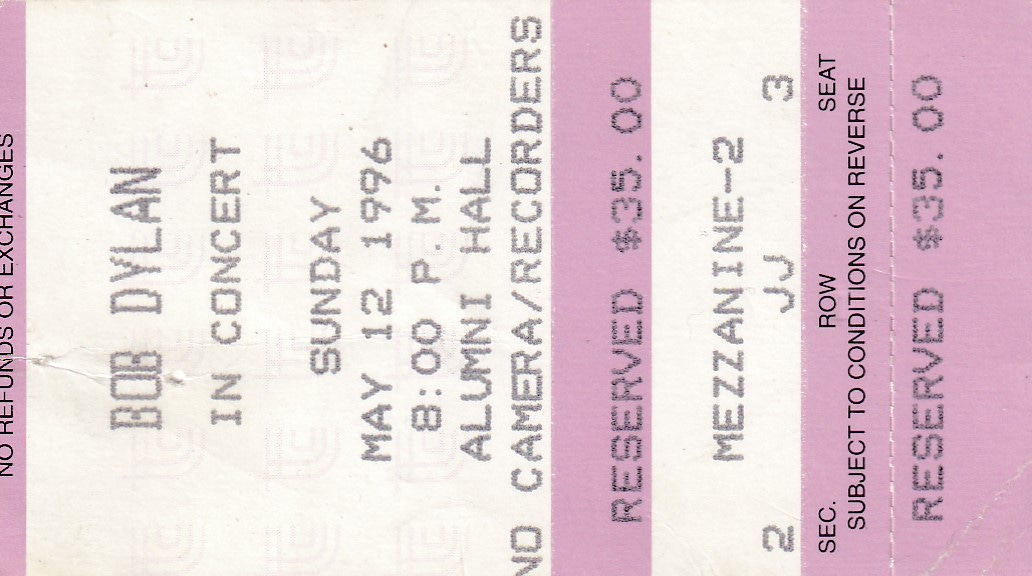 NO REFUNDS OR EXCHANGES
BOB DYLAN
IN CONCERT
SUNDAY
MAY 12 1996
8:00 P.M.
ALUMNI HALL
NO CAMERA/RECORDERS
RESERVED $35.00
MEZZANINE-2
2 JJ 3
SEC. ROW SEAT
SUBJECT TO CONDITIONS ON REVERSE
RESERVED $35.00